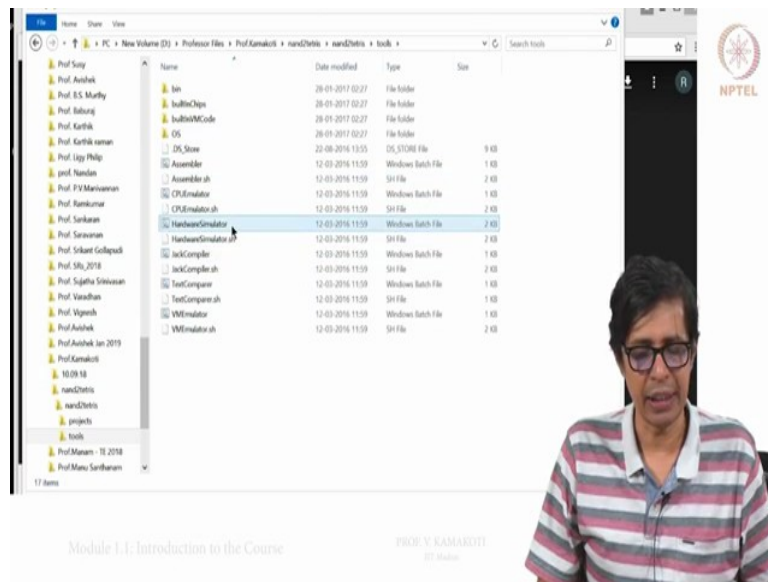 File Home Share View
PC › New Volume (D:) › Professor Files › Prof.Kamakoti › nand2tetris › nand2tetris › tools ›
Search tools
R
NPTEL
Prof Susy
Prof. Avishek
Prof. B.S. Murthy
Prof. Baburaj
Prof. Karthik
Prof. Karthik raman
Prof. Ligy Philip
prof. Nandan
Prof. P.V.Manivannan
Prof. Ramkumar
Prof. Sankaran
Prof. Saravanan
Prof. Srikant Gollapudi
Prof. SRb_2018
Prof. Sujatha Srinivasan
Prof. Varadhan
Prof. Vignesh
Prof.Avishek
Prof.Avishek Jan 2019
Prof.Kamakoti
10.09.18
nand2tetris
nand2tetris
projects
tools
Prof.Manam - TE 2018
Prof.Manu Santhanam
Name Date modified Type Size
bin 28-01-2017 02:27 File folder
builtInChips 28-01-2017 02:27 File folder
builtInVMCode 28-01-2017 02:27 File folder
OS 28-01-2017 02:27 File folder
.DS_Store 22-08-2016 13:55 DS_STORE File 9 KB
Assembler 12-03-2016 11:59 Windows Batch File 1 KB
Assembler.sh 12-03-2016 11:59 SH File 2 KB
CPUEmulator 12-03-2016 11:59 Windows Batch File 1 KB
CPUEmulator.sh 12-03-2016 11:59 SH File 2 KB
HardwareSimulator 12-03-2016 11:59 Windows Batch File 2 KB
HardwareSimulator.sh 12-03-2016 11:59 SH File 2 KB
JackCompiler 12-03-2016 11:59 Windows Batch File 1 KB
JackCompiler.sh 12-03-2016 11:59 SH File 2 KB
TextComparer 12-03-2016 11:59 Windows Batch File 1 KB
TextComparer.sh 12-03-2016 11:59 SH File 1 KB
VMEmulator 12-03-2016 11:59 Windows Batch File 1 KB
VMEmulator.sh 12-03-2016 11:59 SH File 2 KB
17 items
Module 1.1: Introduction to the Course
PROF. V. KAMAKOTI
IIT Madras